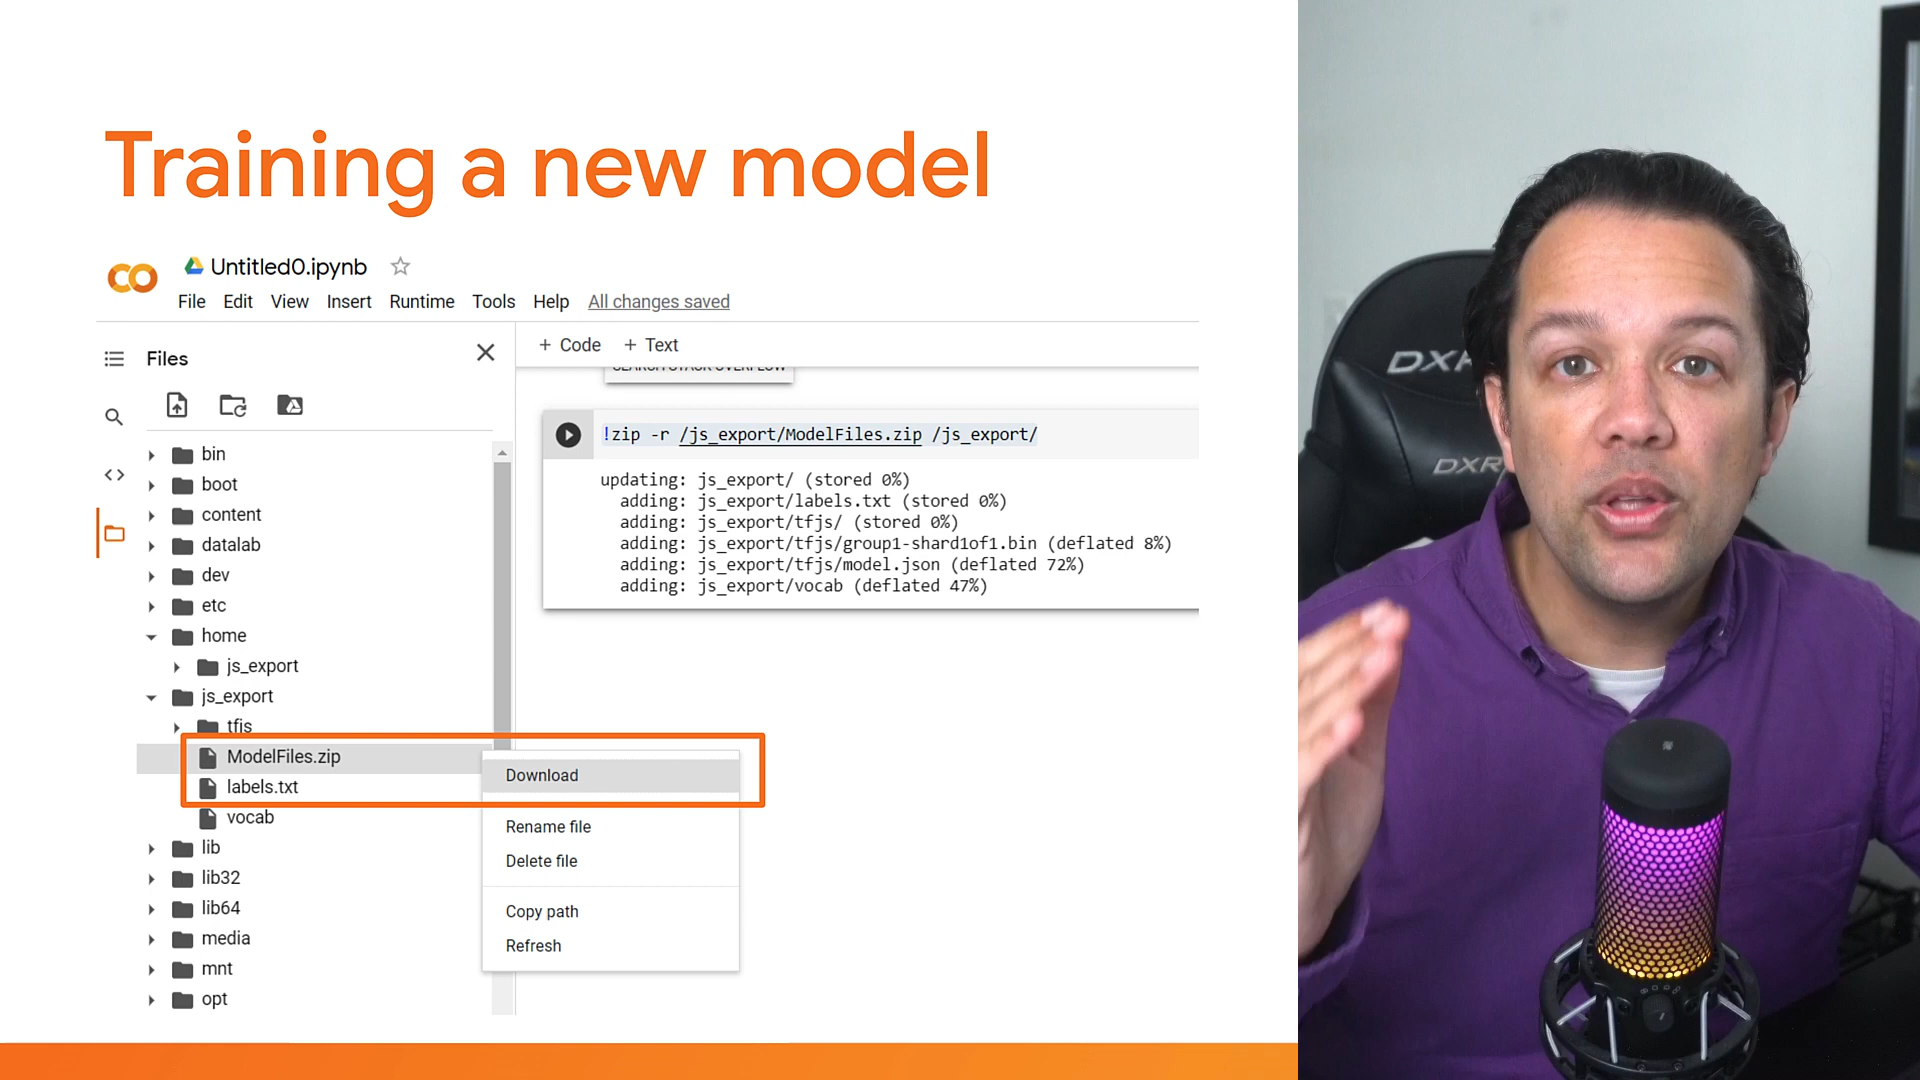 Training a new model
Untitled0.ipynb
File Edit View Insert Runtime Tools Help All changes saved
Files
+ Code + Text
SEARCH STACK OVERFLOW
!zip -r /js_export/ModelFiles.zip /js_export/
updating: js_export/ (stored 0%)
adding: js_export/labels.txt (stored 0%)
adding: js_export/tfjs/ (stored 0%)
adding: js_export/tfjs/group1-shard1of1.bin (deflated 8%)
adding: js_export/tfjs/model.json (deflated 72%)
adding: js_export/vocab (deflated 47%)
bin
boot
content
datalab
dev
etc
home
js_export
js_export
tfjs
ModelFiles.zip
labels.txt
vocab
lib
lib32
lib64
media
mnt
opt
Download
Rename file
Delete file
Copy path
Refresh